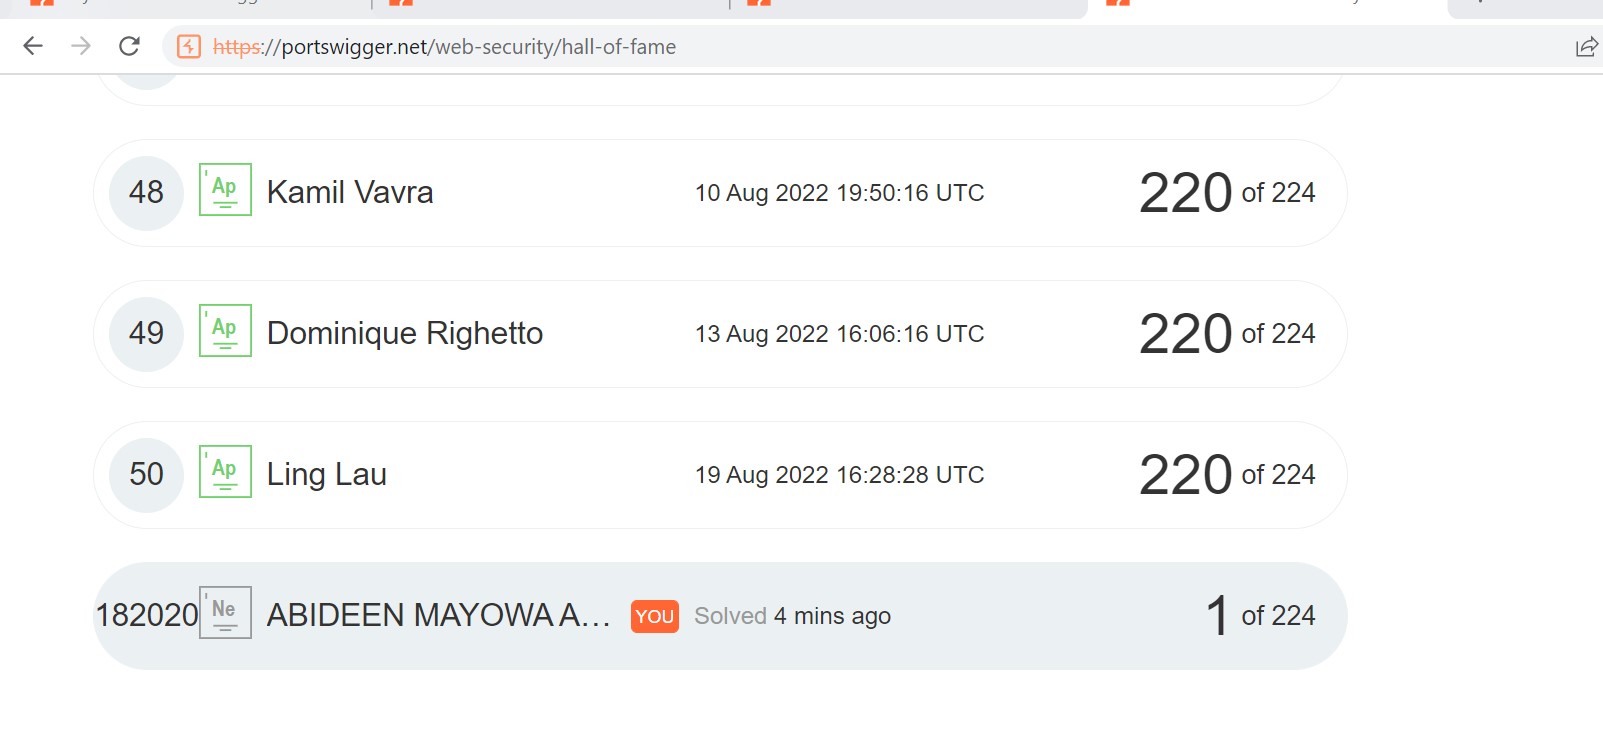 https://portswigger.net/web-security/hall-of-fame
48 Ap Kamil Vavra 10 Aug 2022 19:50:16 UTC 220 of 224
49 Ap Dominique Righetto 13 Aug 2022 16:06:16 UTC 220 of 224
50 Ap Ling Lau 19 Aug 2022 16:28:28 UTC 220 of 224
182020 Ne ABIDEEN MAYOWA A... YOU Solved 4 mins ago 1 of 224